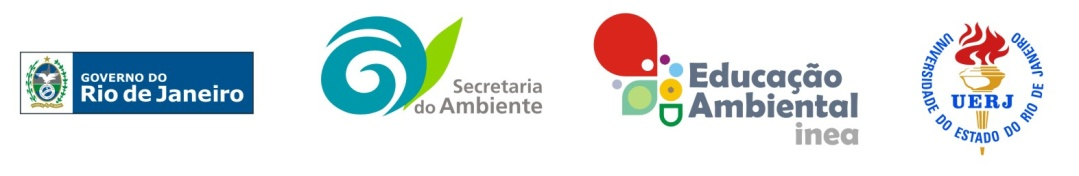 GOVERNO DO
Rio de Janeiro
Secretaria
do Ambiente
Educação
Ambiental
inea
UNIVERSIDADE DO ESTADO DO RIO DE JANEIRO
UERJ